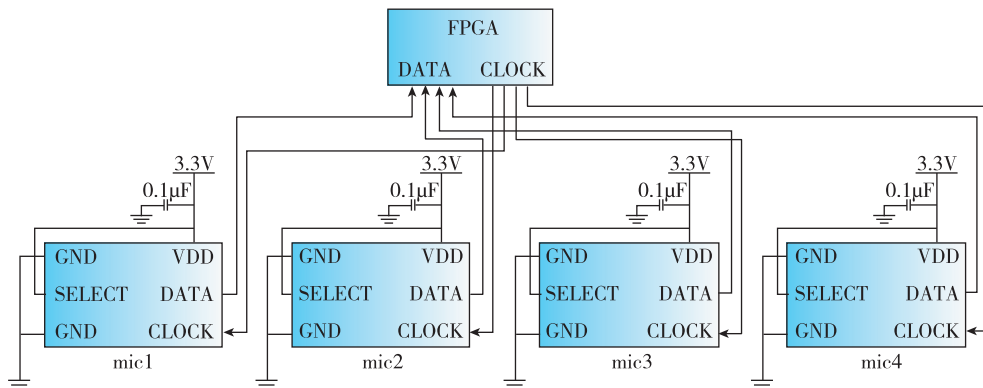 FPGA
DATA CLOCK
3.3V 3.3V 3.3V 3.3V
0.1μF 0.1μF 0.1μF 0.1μF
GND VDD GND VDD GND VDD GND VDD
SELECT DATA SELECT DATA SELECT DATA SELECT DATA
GND CLOCK GND CLOCK GND CLOCK GND CLOCK
mic1 mic2 mic3 mic4